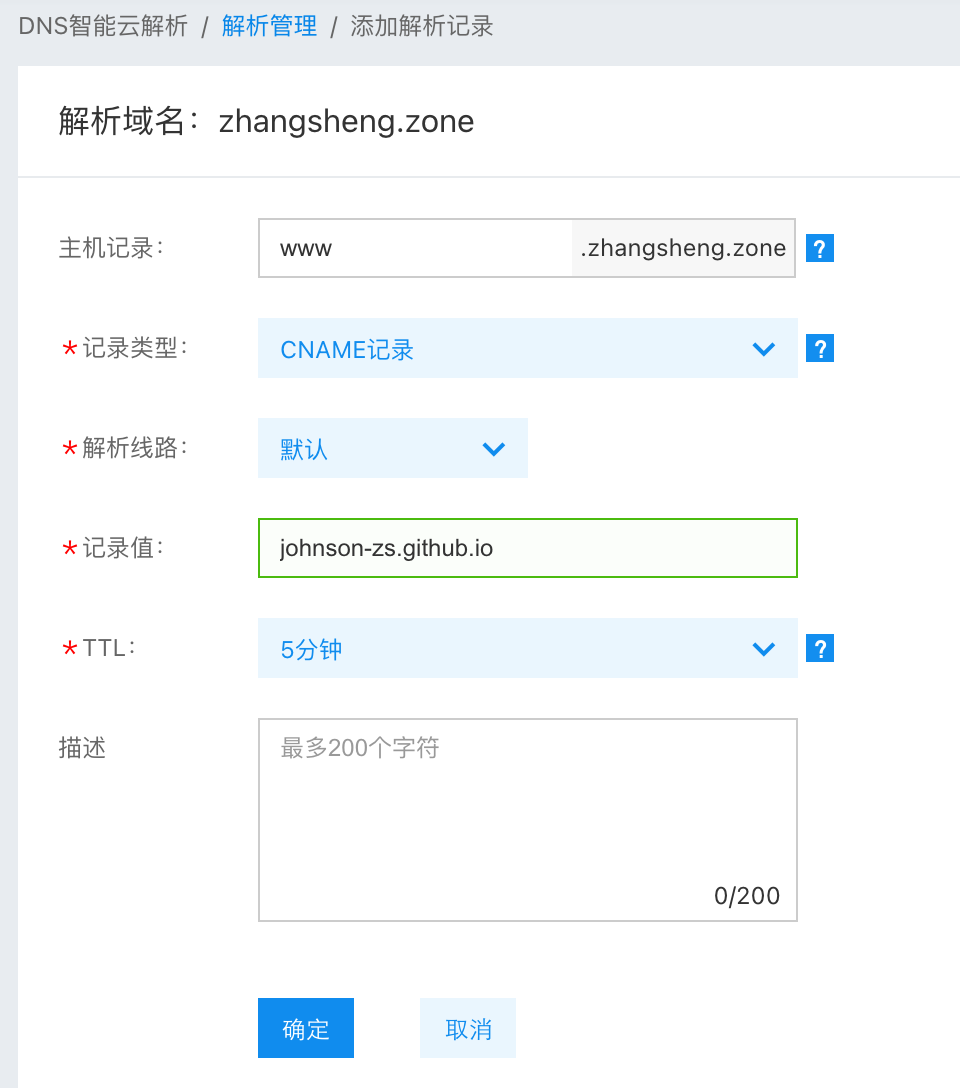 DNS智能云解析 / 解析管理 / 添加解析记录
解析域名：zhangsheng.zone
主机记录： www .zhangsheng.zone ?
*记录类型： CNAME记录 ?
*解析线路： 默认
*记录值： johnson-zs.github.io
*TTL： 5分钟 ?
描述 最多200个字符
0/200
确定 取消